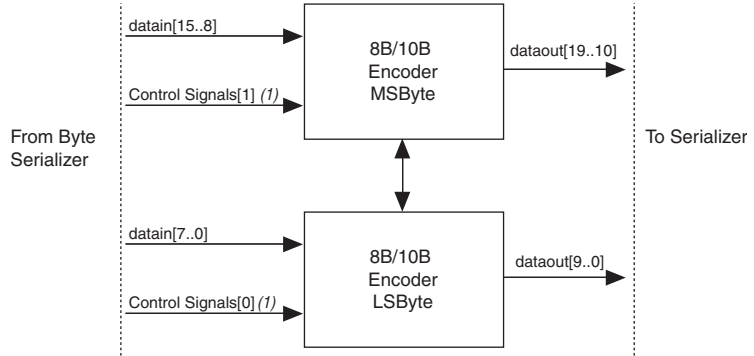 datain[15..8]
8B/10B
Encoder
MSByte
dataout[19..10]
Control Signals[1] (1)
From Byte
Serializer
To Serializer
datain[7..0]
8B/10B
Encoder
LSByte
dataout[9..0]
Control Signals[0] (1)